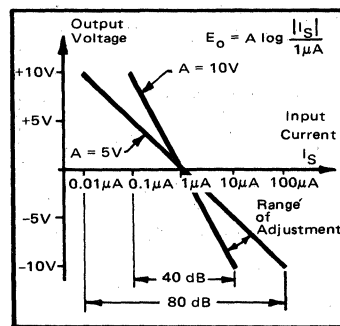 Output
Voltage
E_O = A log |I_S| / 1μA
+10V
A = 10V
+5V
Input
Current
A = 5V
I_S
0.01μA 0.1μA 1μA 10μA 100μA
-5V
Range
of
Adjustment
-10V
40 dB
80 dB